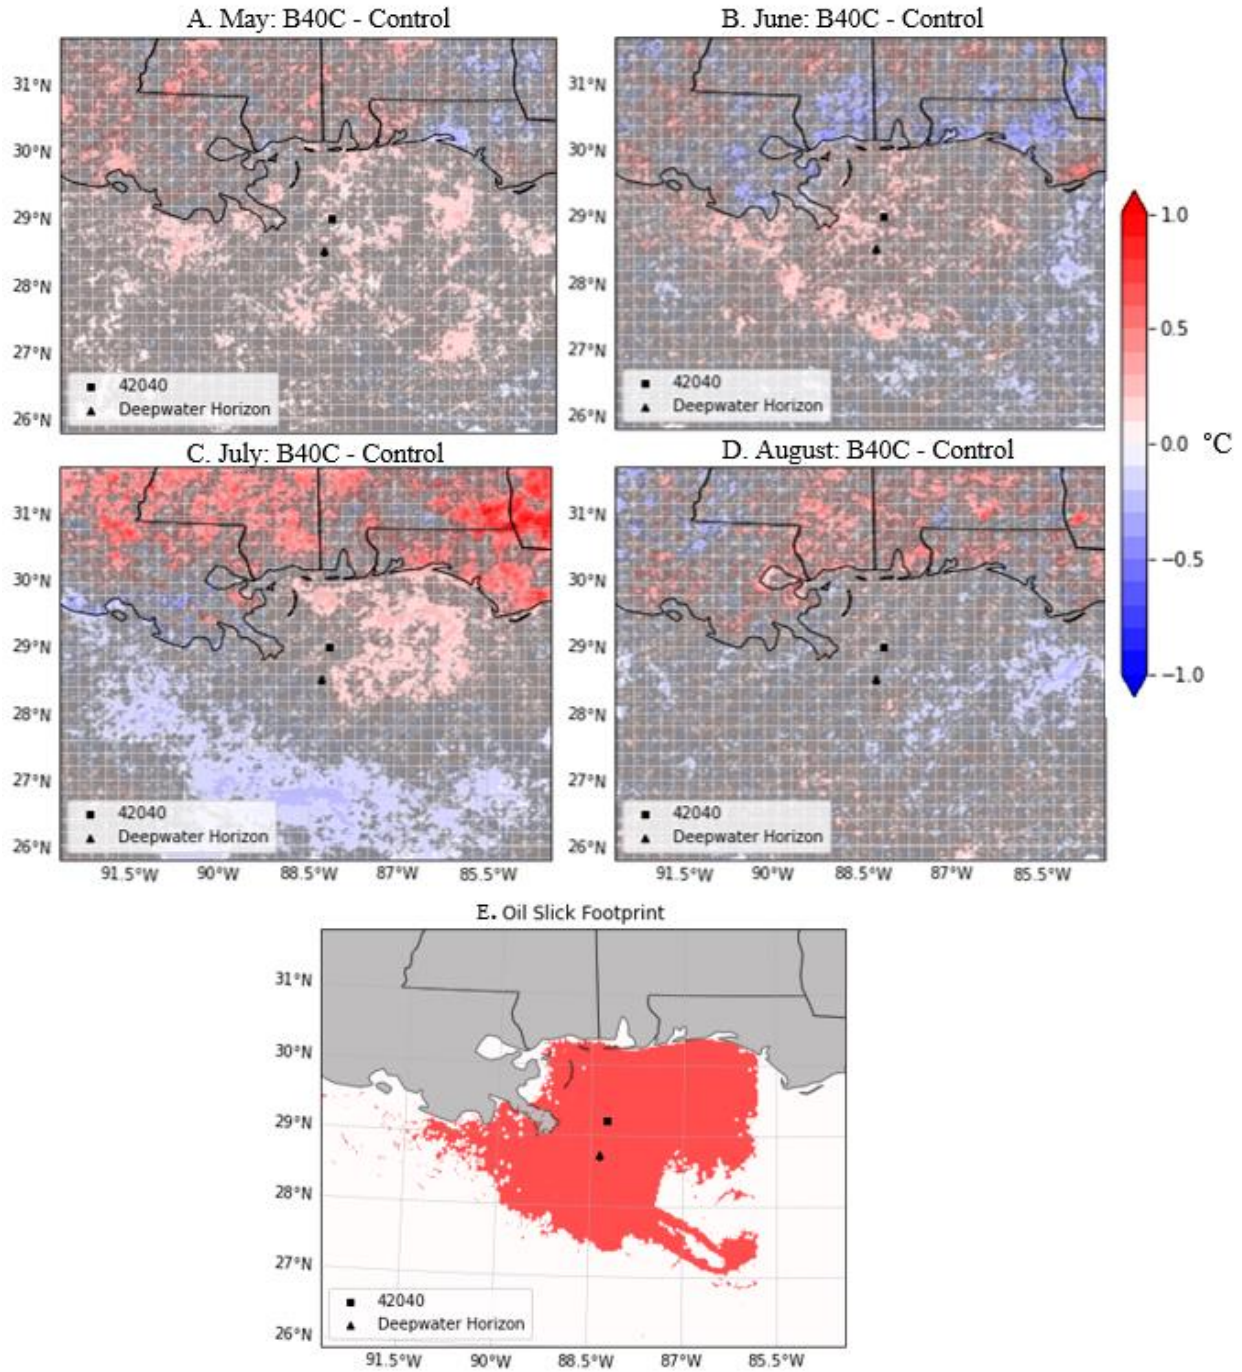 A. May: B40C - Control
B. June: B40C - Control
31°N
30°N
29°N
28°N
27°N
26°N
42040
Deepwater Horizon
31°N
30°N
29°N
28°N
27°N
26°N
42040
Deepwater Horizon
C. July: B40C - Control
D. August: B40C - Control
31°N
30°N
29°N
28°N
27°N
26°N
42040
Deepwater Horizon
91.5°W 90°W 88.5°W 87°W 85.5°W
31°N
30°N
29°N
28°N
27°N
26°N
42040
Deepwater Horizon
91.5°W 90°W 88.5°W 87°W 85.5°W
1.0
0.5
0.0 °C
−0.5
−1.0
E. Oil Slick Footprint
31°N
30°N
29°N
28°N
27°N
26°N
42040
Deepwater Horizon
91.5°W 90°W 88.5°W 87°W 85.5°W